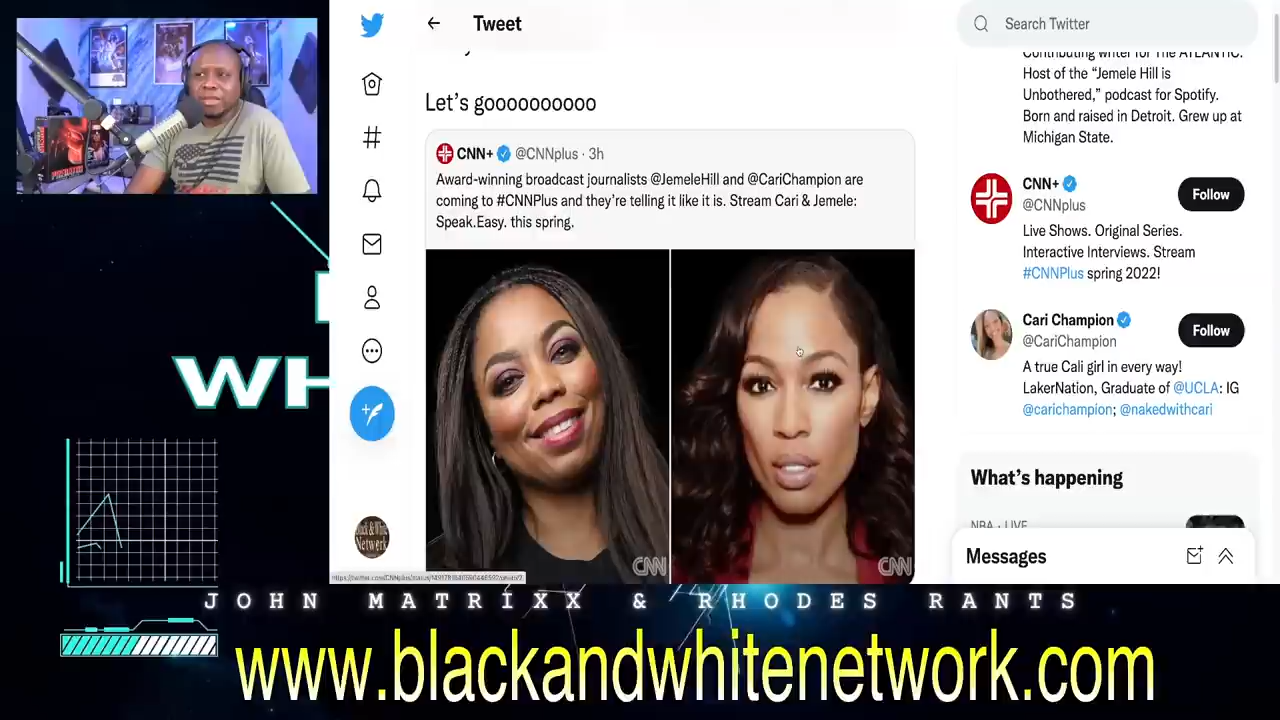 Tweet
Search Twitter
Let's goooooooooo
CNN+ @CNNplus · 3h
Award-winning broadcast journalists @JemeleHill and @CariChampion are
coming to #CNNPlus and they're telling it like it is. Stream Cari & Jemele:
Speak.Easy. this spring.
CNN
CNN
Contributing writer for The ATLANTIC.
Host of the “Jemele Hill is
Unbothered,” podcast for Spotify.
Born and raised in Detroit. Grew up at
Michigan State.
CNN+
@CNNplus
Follow
Live Shows. Original Series.
Interactive Interviews. Stream
#CNNPlus spring 2022!
Cari Champion
@CariChampion
Follow
A true Cali girl in every way!
LakerNation, Graduate of @UCLA: IG
@carichampion; @nakedwithcari
What's happening
NBA · LIVE
Messages
WH
Black & White
Network
PREDATOR
JOHN MATRIXX & RHODES RANTS
www.blackandwhitenetwork.com